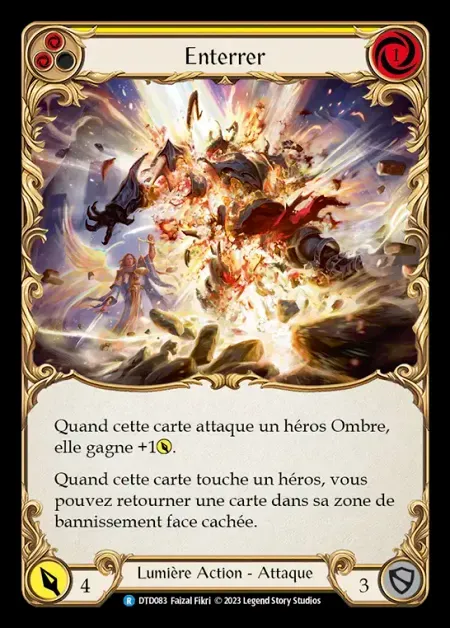 Enterrer
1
Quand cette carte attaque un héros Ombre,
elle gagne +1.
Quand cette carte touche un héros, vous
pouvez retourner une carte dans sa zone de
bannissement face cachée.
4
Lumière Action - Attaque
3
R DTD083 Faizal Fikri © 2023 Legend Story Studios